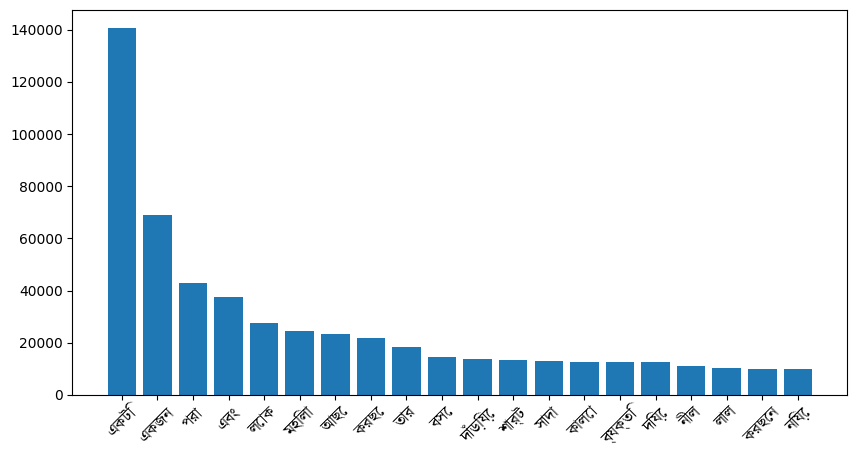 140000
120000
100000
80000
60000
40000
20000
0
একটি
একজন
পরা
এবং
লোক
মহিলা
আছে
করছে
তার
বসে
দাঁড়িয়ে
শার্ট
সাদা
কালো
ব্যক্তি
দিয়ে
নীল
লাল
করছেন
নিয়ে